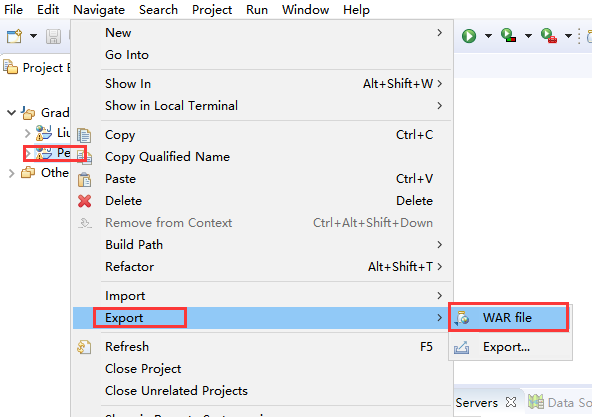 File Edit Navigate Search Project Run Window Help
New
Go Into
Project E
Show In Alt+Shift+W
Show in Local Terminal
Grad
Liu
Copy Ctrl+C
Pe
Copy Qualified Name
Othe
Paste Ctrl+V
Delete Delete
Remove from Context Ctrl+Alt+Shift+Down
Build Path
Refactor Alt+Shift+T
Import
Export
WAR file
Refresh F5
Export...
Close Project
Close Unrelated Projects
Servers
Data So